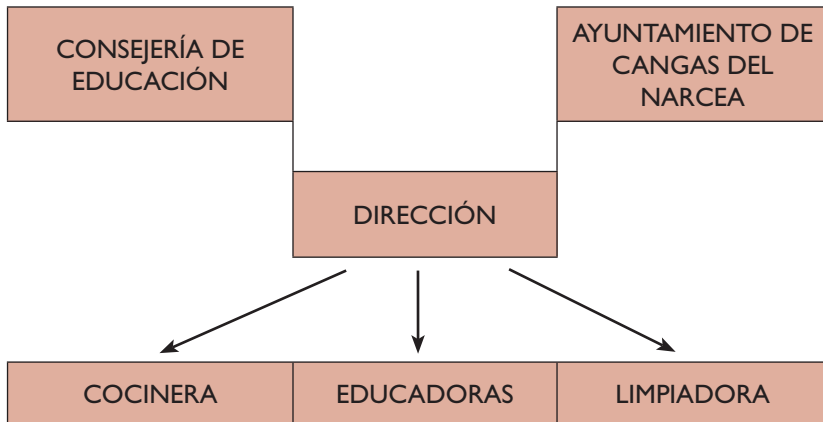 CONSEJERÍA DE
EDUCACIÓN
AYUNTAMIENTO DE
CANGAS DEL
NARCEA
DIRECCIÓN
COCINERA
EDUCADORAS
LIMPIADORA